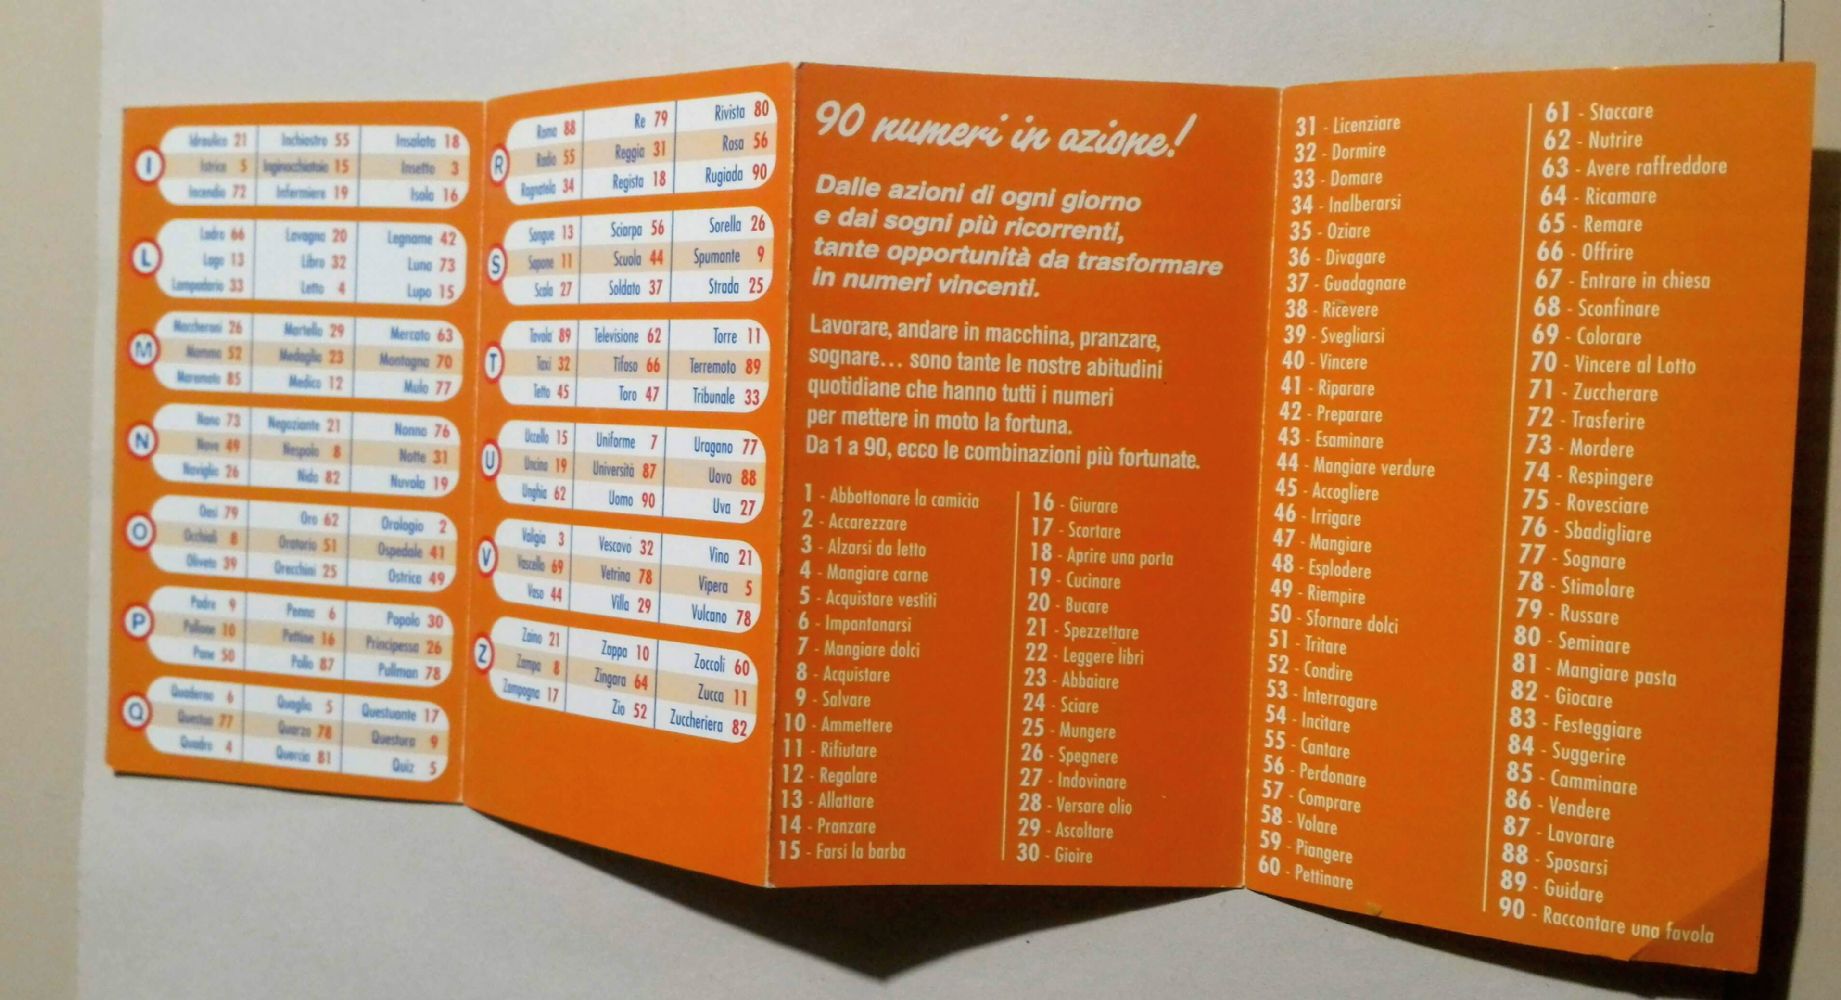 I
Idraulico 21 Inchiostro 55 Insalata 18
Istrice 5 Inginocchiatoio 15 Insetto 3
Incendio 72 Infermiere 19 Isola 16
L
Ladro 66 Lavagna 20 Legname 42
Lago 13 Libro 32 Luna 73
Lampadario 33 Letto 4 Lupo 15
M
Maccheroni 26 Martello 29 Mercato 63
Mamma 52 Medaglia 23 Montagna 70
Maremoto 85 Medico 12 Mulo 77
N
Nano 73 Negoziante 21 Nonna 76
Nave 49 Nespola 8 Notte 31
Naviglio 26 Nido 82 Nuvola 19
O
Oasi 79 Oro 62 Orologio 2
Occhiali 8 Oratorio 51 Ospedale 41
Oliveto 39 Orecchini 25 Ostrica 49
P
Padre 9 Penna 6 Popolo 30
Pallone 10 Pettine 16 Principessa 26
Pane 50 Pollo 87 Pullman 78
Q
Quaderno 6 Quaglia 5 Questuante 17
Questua 77 Quarzo 78 Questura 9
Quadro 4 Quercia 81 Quiz 5
R
Rama 88 Re 79 Rivista 80
Radio 55 Reggia 31 Rosa 56
Ragnatela 34 Regista 18 Rugiada 90
S
Sangue 13 Sciarpa 56 Sorella 26
Sapone 11 Scuola 44 Spumante 9
Scala 27 Soldato 37 Strada 25
T
Tavola 89 Televisione 62 Torre 11
Taxi 32 Tifoso 66 Terremoto 89
Tetto 45 Toro 47 Tribunale 33
U
Uccello 15 Uniforme 7 Uragano 77
Uncino 19 Università 87 Uovo 88
Unghia 62 Uomo 90 Uva 27
V
Valigia 3 Vescovo 32 Vino 21
Vascello 69 Vetrina 78 Vipera 5
Vaso 44 Villa 29 Vulcano 78
Z
Zaino 21 Zappa 10 Zoccoli 60
Zampa 8 Zingara 64 Zucca 11
Zampogna 17 Zio 52 Zuccheriera 82
90 numeri in azione!
Dalle azioni di ogni giorno
e dai sogni più ricorrenti,
tante opportunità da trasformare
in numeri vincenti.
Lavorare, andare in macchina, pranzare,
sognare... sono tante le nostre abitudini
quotidiane che hanno tutti i numeri
per mettere in moto la fortuna.
Da 1 a 90, ecco le combinazioni più fortunate.
1 - Abbottonare la camicia
2 - Accarezzare
3 - Alzarsi da letto
4 - Mangiare carne
5 - Acquistare vestiti
6 - Impantanarsi
7 - Mangiare dolci
8 - Acquistare
9 - Salvare
10 - Ammettere
11 - Rifiutare
12 - Regalare
13 - Allattare
14 - Pranzare
15 - Farsi la barba
16 - Giurare
17 - Scortare
18 - Aprire una porta
19 - Cucinare
20 - Bucare
21 - Spezzettare
22 - Leggere libri
23 - Abbaiare
24 - Sciare
25 - Mungere
26 - Spegnere
27 - Indovinare
28 - Versare olio
29 - Ascoltare
30 - Gioire
31 - Licenziare
32 - Dormire
33 - Domare
34 - Inalberarsi
35 - Oziare
36 - Divagare
37 - Guadagnare
38 - Ricevere
39 - Svegliarsi
40 - Vincere
41 - Riparare
42 - Preparare
43 - Esaminare
44 - Mangiare verdure
45 - Accogliere
46 - Irrigare
47 - Mangiare
48 - Esplodere
49 - Riempire
50 - Sfornare dolci
51 - Tritare
52 - Condire
53 - Interrogare
54 - Incitare
55 - Cantare
56 - Perdonare
57 - Comprare
58 - Volare
59 - Piangere
60 - Pettinare
61 - Staccare
62 - Nutrire
63 - Avere raffreddore
64 - Ricamare
65 - Remare
66 - Offrire
67 - Entrare in chiesa
68 - Sconfinare
69 - Colorare
70 - Vincere al Lotto
71 - Zuccherare
72 - Trasferire
73 - Mordere
74 - Respingere
75 - Rovesciare
76 - Sbadigliare
77 - Sognare
78 - Stimolare
79 - Russare
80 - Seminare
81 - Mangiare pasta
82 - Giocare
83 - Festeggiare
84 - Suggerire
85 - Camminare
86 - Vendere
87 - Lavorare
88 - Sposarsi
89 - Guidare
90 - Raccontare una favola